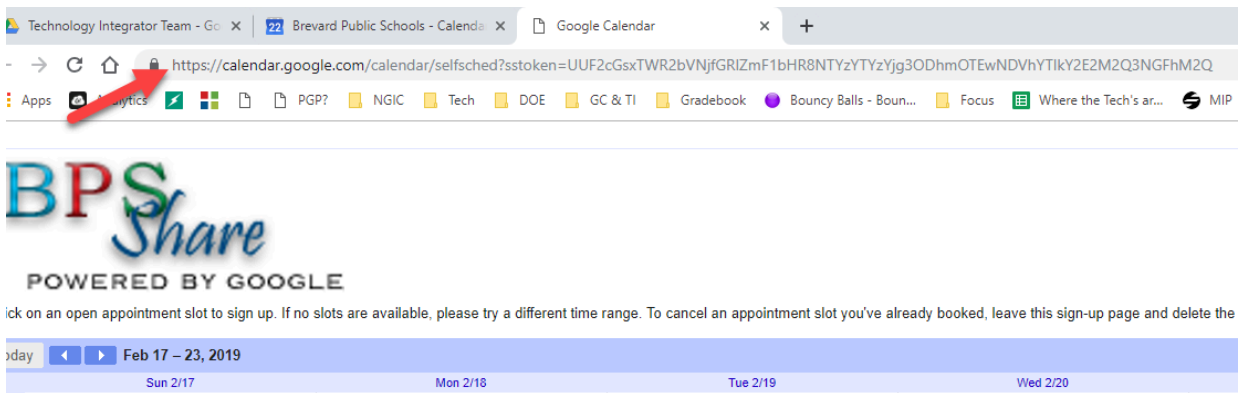 Technology Integrator Team - Go
22 Brevard Public Schools - Calenda
Google Calendar
https://calendar.google.com/calendar/selfsched?sstoken=UUF2cGsxTWR2bVNjfGRlZmF1bHR8NTYzYTYzYjg3ODhmOTEwNDVhYTlkY2E2M2Q3NGFhM2Q
Apps
PGP?
NGIC
Tech
DOE
GC & TI
Gradebook
Bouncy Balls - Boun...
Focus
Where the Tech's ar...
MIP
BPS
Share
POWERED BY GOOGLE
ick on an open appointment slot to sign up. If no slots are available, please try a different time range. To cancel an appointment slot you've already booked, leave this sign-up page and delete the
oday
Feb 17 – 23, 2019
Sun 2/17
Mon 2/18
Tue 2/19
Wed 2/20